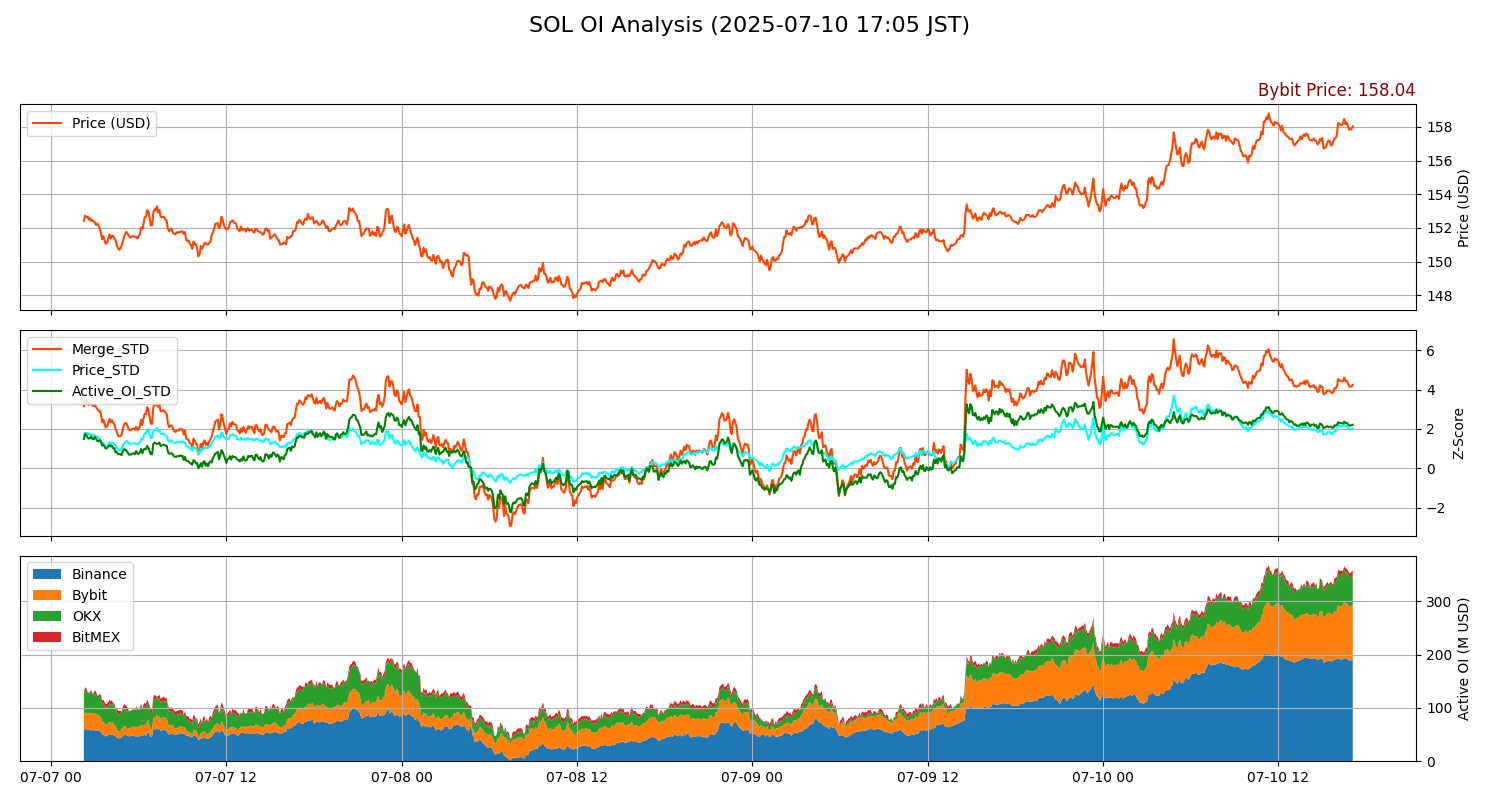 SOL OI Analysis (2025-07-10 17:05 JST)
Bybit Price: 158.04
Price (USD)
158
156
154
152
150
148
Price (USD)
Merge_STD
Price_STD
Active_OI_STD
6
4
2
0
−2
Z-Score
Binance
Bybit
OKX
BitMEX
300
200
100
0
Active OI (M USD)
07-07 00
07-07 12
07-08 00
07-08 12
07-09 00
07-09 12
07-10 00
07-10 12